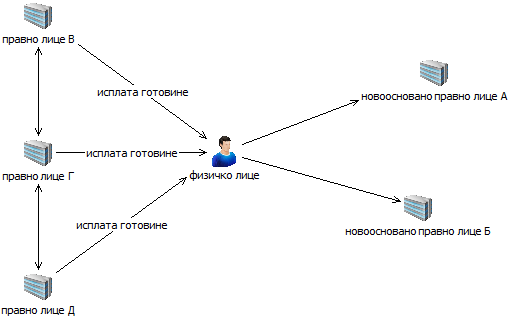 правно лице В
новоосновано правно лице А
исплата готовине
исплата готовине
правно лице Г
физичко лице
исплата готовине
новоосновано правно лице Б
правно лице Д